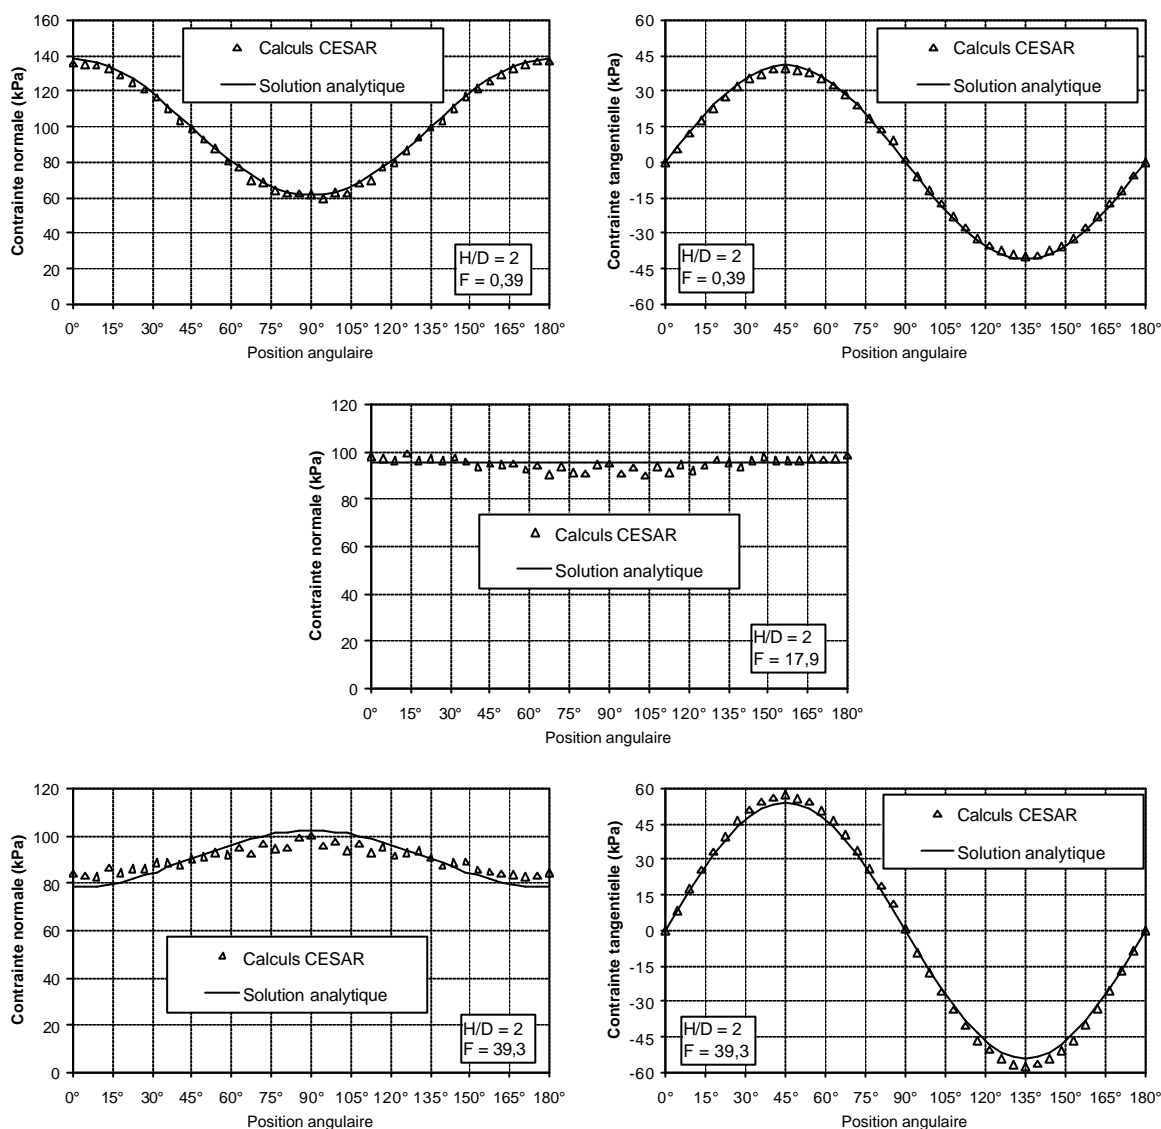 Contrainte normale (kPa)
160
140
120
100
80
60
40
20
0
Calculs CESAR
Solution analytique
H/D = 2
F = 0,39
0° 15° 30° 45° 60° 75° 90° 105° 120° 135° 145° 165° 180°
Position angulaire
Contrainte tangentielle (kPa)
60
45
30
15
0
-15
-30
-45
-60
Calculs CESAR
Solution analytique
H/D = 2
F = 0,39
0° 15° 30° 45° 60° 75° 90° 105° 120° 135° 150° 165° 180°
Position angulaire
Contrainte normale (kPa)
120
100
80
60
40
20
0
Calculs CESAR
Solution analytique
H/D = 2
F = 17,9
0° 15° 30° 45° 60° 75° 90° 105° 120° 135° 150° 165° 180°
Position angulaire
Contrainte normale (kPa)
120
100
80
60
40
20
0
Calculs CESAR
Solution analytique
H/D = 2
F = 39,3
0° 15° 30° 45° 60° 75° 90° 105° 120° 135° 150° 165° 180°
Position angulaire
Contrainte tangentielle (kPa)
60
45
30
15
0
-15
-30
-45
-60
Calculs CESAR
Solution analytique
H/D = 2
F = 39,3
0° 15° 30° 45° 60° 75° 90° 105° 120° 135° 150° 165° 180°
Position angulaire